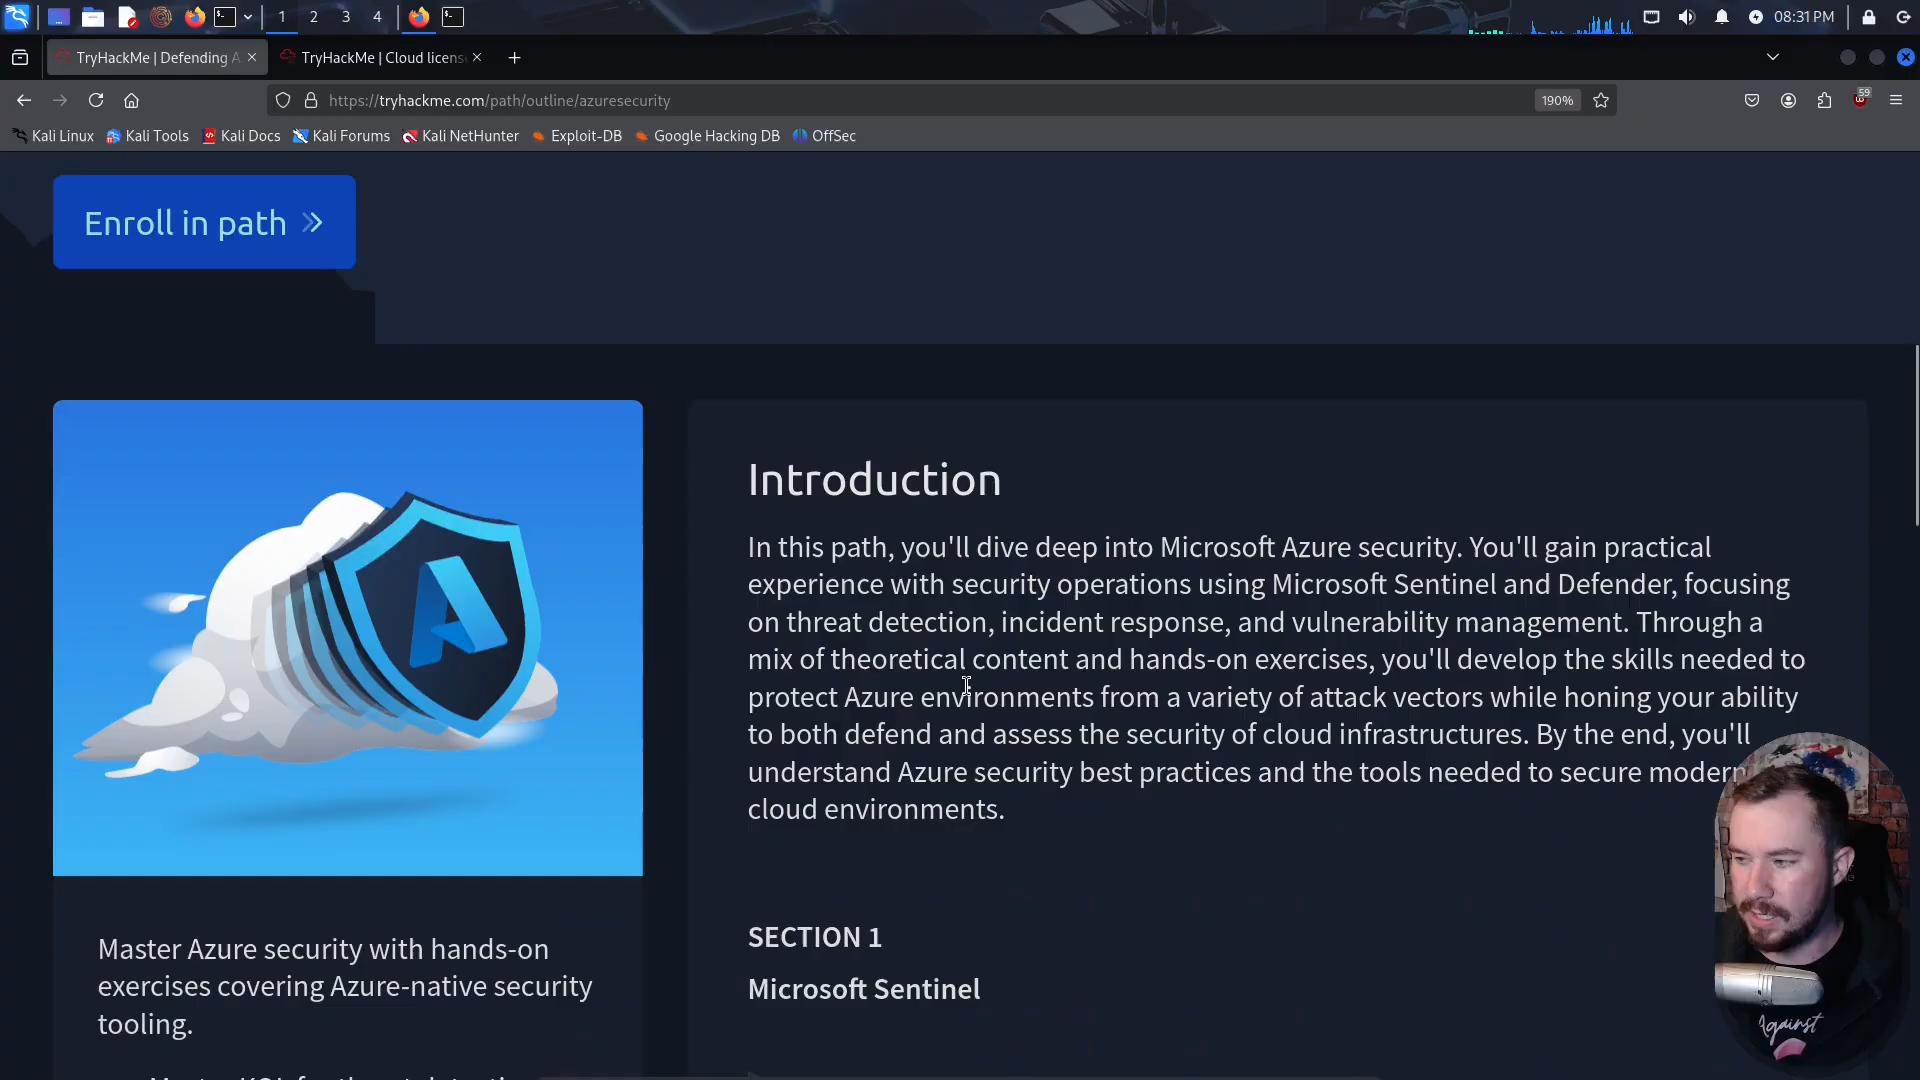 1 2 3 4 08:31 PM
TryHackMe | Defending A
TryHackMe | Cloud licens
https://tryhackme.com/path/outline/azuresecurity
190%
59
Kali Linux Kali Tools Kali Docs Kali Forums Kali NetHunter Exploit-DB Google Hacking DB OffSec
Enroll in path
Introduction
In this path, you'll dive deep into Microsoft Azure security. You'll gain practical
experience with security operations using Microsoft Sentinel and Defender, focusing
on threat detection, incident response, and vulnerability management. Through a
mix of theoretical content and hands-on exercises, you'll develop the skills needed to
protect Azure environments from a variety of attack vectors while honing your ability
to both defend and assess the security of cloud infrastructures. By the end, you'll
understand Azure security best practices and the tools needed to secure modern
cloud environments.
SECTION 1
Microsoft Sentinel
Master Azure security with hands-on
exercises covering Azure-native security
tooling.
Against